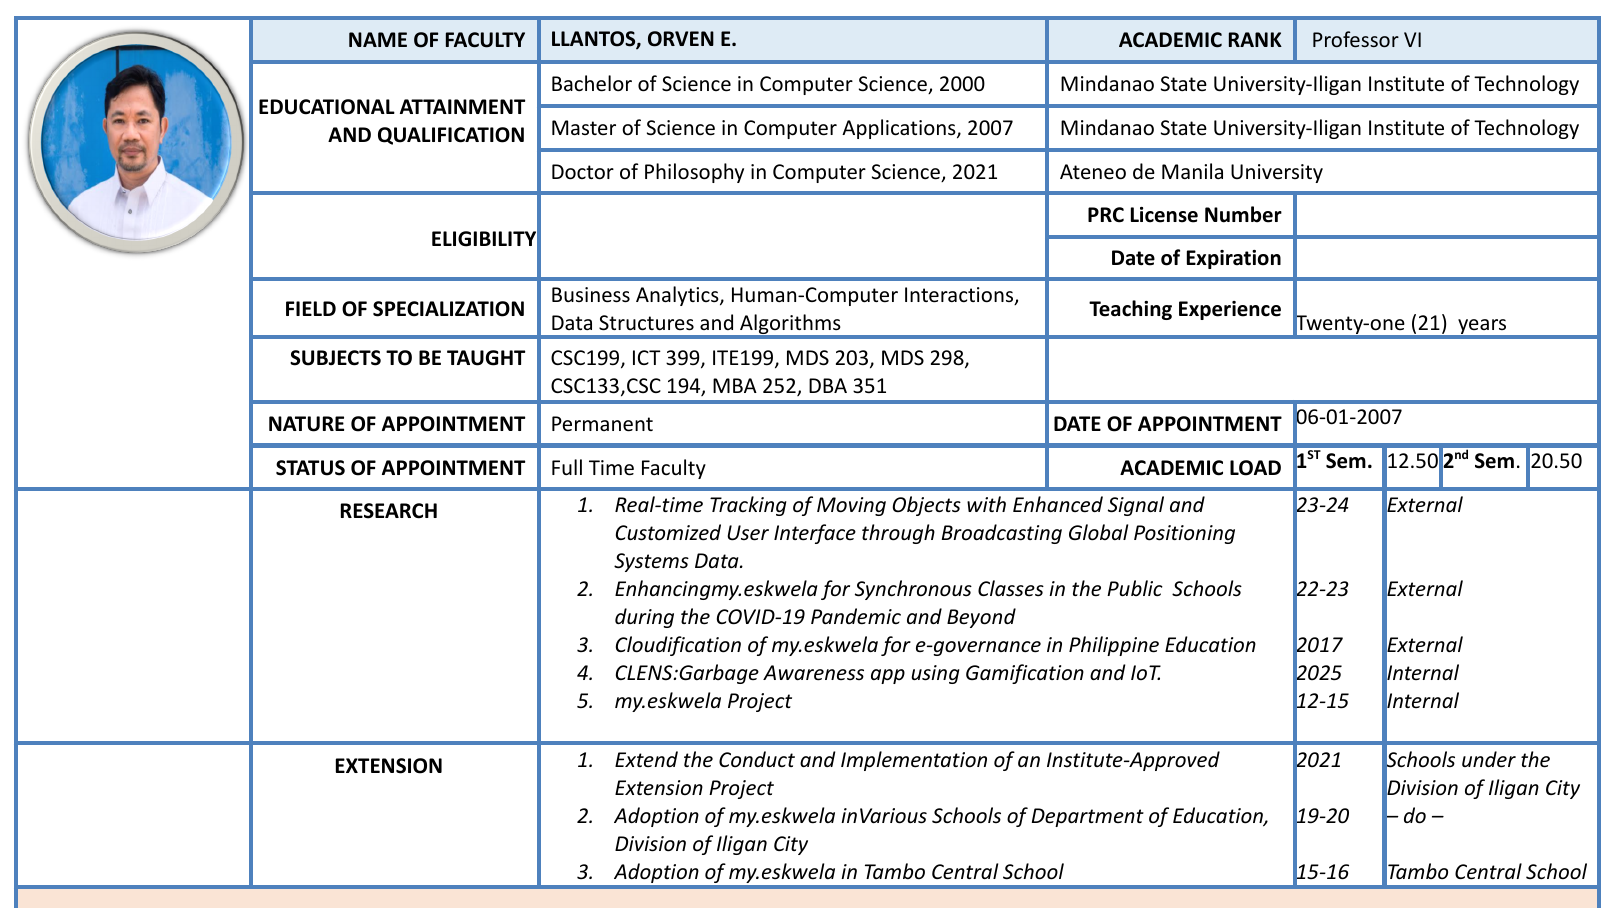 NAME OF FACULTY LLANTOS, ORVEN E. ACADEMIC RANK Professor VI
EDUCATIONAL ATTAINMENT AND QUALIFICATION
Bachelor of Science in Computer Science, 2000 Mindanao State University-Iligan Institute of Technology
Master of Science in Computer Applications, 2007 Mindanao State University-Iligan Institute of Technology
Doctor of Philosophy in Computer Science, 2021 Ateneo de Manila University
ELIGIBILITY
PRC License Number
Date of Expiration
FIELD OF SPECIALIZATION
Business Analytics, Human-Computer Interactions,
Data Structures and Algorithms
Teaching Experience
Twenty-one (21)  years
SUBJECTS TO BE TAUGHT
CSC199, ICT 399, ITE199, MDS 203, MDS 298,
CSC133,CSC 194, MBA 252, DBA 351
NATURE OF APPOINTMENT Permanent DATE OF APPOINTMENT 06-01-2007
STATUS OF APPOINTMENT Full Time Faculty ACADEMIC LOAD 1ST Sem. 12.50 2nd Sem. 20.50
RESEARCH
1. Real-time Tracking of Moving Objects with Enhanced Signal and 23-24 External
Customized User Interface through Broadcasting Global Positioning
Systems Data.
2. Enhancingmy.eskwela for Synchronous Classes in the Public  Schools 22-23 External
during the COVID-19 Pandemic and Beyond
3. Cloudification of my.eskwela for e-governance in Philippine Education 2017 External
4. CLENS:Garbage Awareness app using Gamification and IoT. 2025 Internal
5. my.eskwela Project 12-15 Internal
EXTENSION
1. Extend the Conduct and Implementation of an Institute-Approved 2021 Schools under the
Extension Project Division of Iligan City
2. Adoption of my.eskwela inVarious Schools of Department of Education, 19-20 – do –
Division of Iligan City
3. Adoption of my.eskwela in Tambo Central School 15-16 Tambo Central School